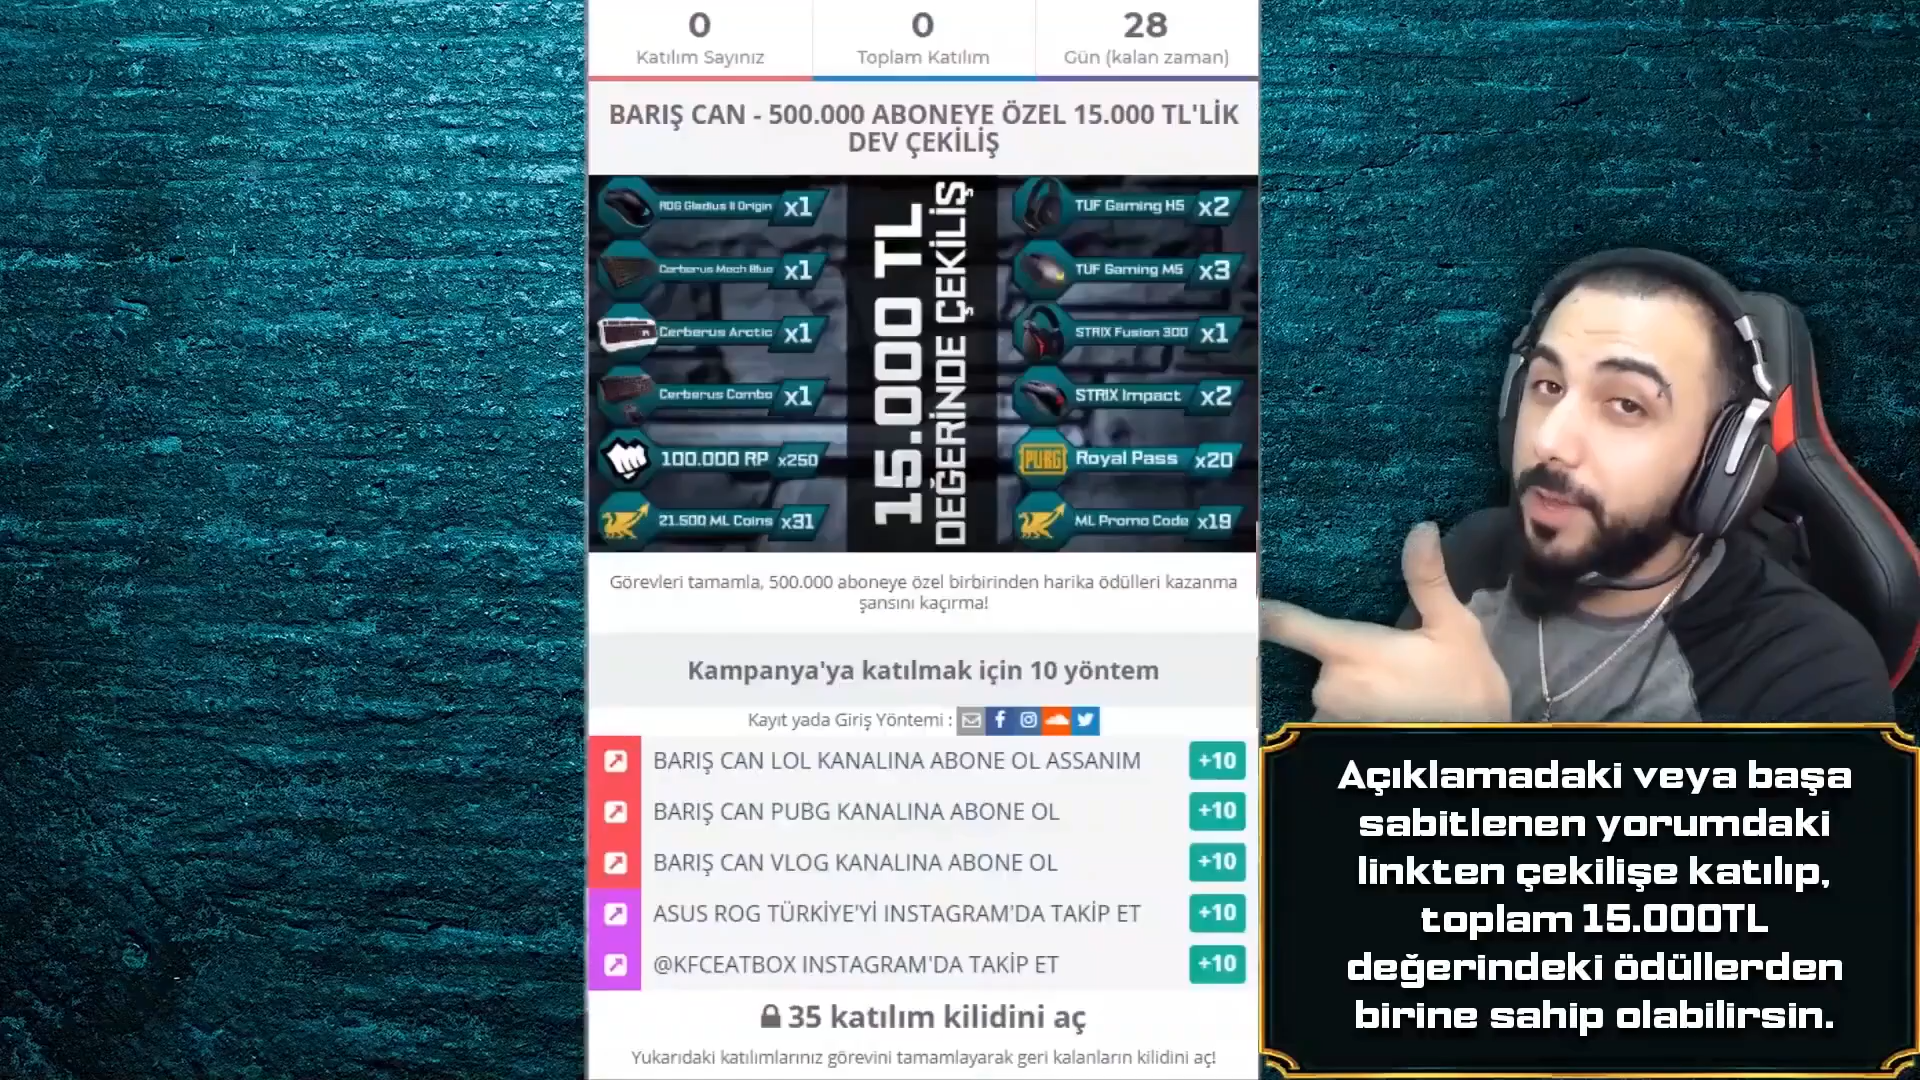 0
Katılım Sayınız
0
Toplam Katılım
28
Gün (kalan zaman)
BARIŞ CAN - 500.000 ABONEYE ÖZEL 15.000 TL'LİK
DEV ÇEKİLİŞ
ROG Gladius II Origin x1
Cerberus Mech Blue x1
Cerberus Arctic x1
Cerberus Combo x1
100.000 RP x250
21.500 ML Coins x31
15.000 TL
DEĞERİNDE ÇEKİLİŞ
TUF Gaming H5 x2
TUF Gaming M5 x3
STRIX Fusion 300 x1
STRIX Impact x2
PUBG Royal Pass x20
ML Promo Code x19
Görevleri tamamla, 500.000 aboneye özel birbirinden harika ödülleri kazanma
şansını kaçırma!
Kampanya'ya katılmak için 10 yöntem
Kayıt yada Giriş Yöntemi :
BARIŞ CAN LOL KANALINA ABONE OL ASSANIM +10
BARIŞ CAN PUBG KANALINA ABONE OL +10
BARIŞ CAN VLOG KANALINA ABONE OL +10
ASUS ROG TÜRKİYE'Yİ INSTAGRAM'DA TAKİP ET +10
@KFCEATBOX INSTAGRAM'DA TAKİP ET +10
35 katılım kilidini aç
Yukarıdaki katılımlarınız görevini tamamlayarak geri kalanların kilidini aç!
Açıklamadaki veya başa
sabitlenen yorumdaki
linkten çekilişe katılıp,
toplam 15.000TL
değerindeki ödüllerden
birine sahip olabilirsin.